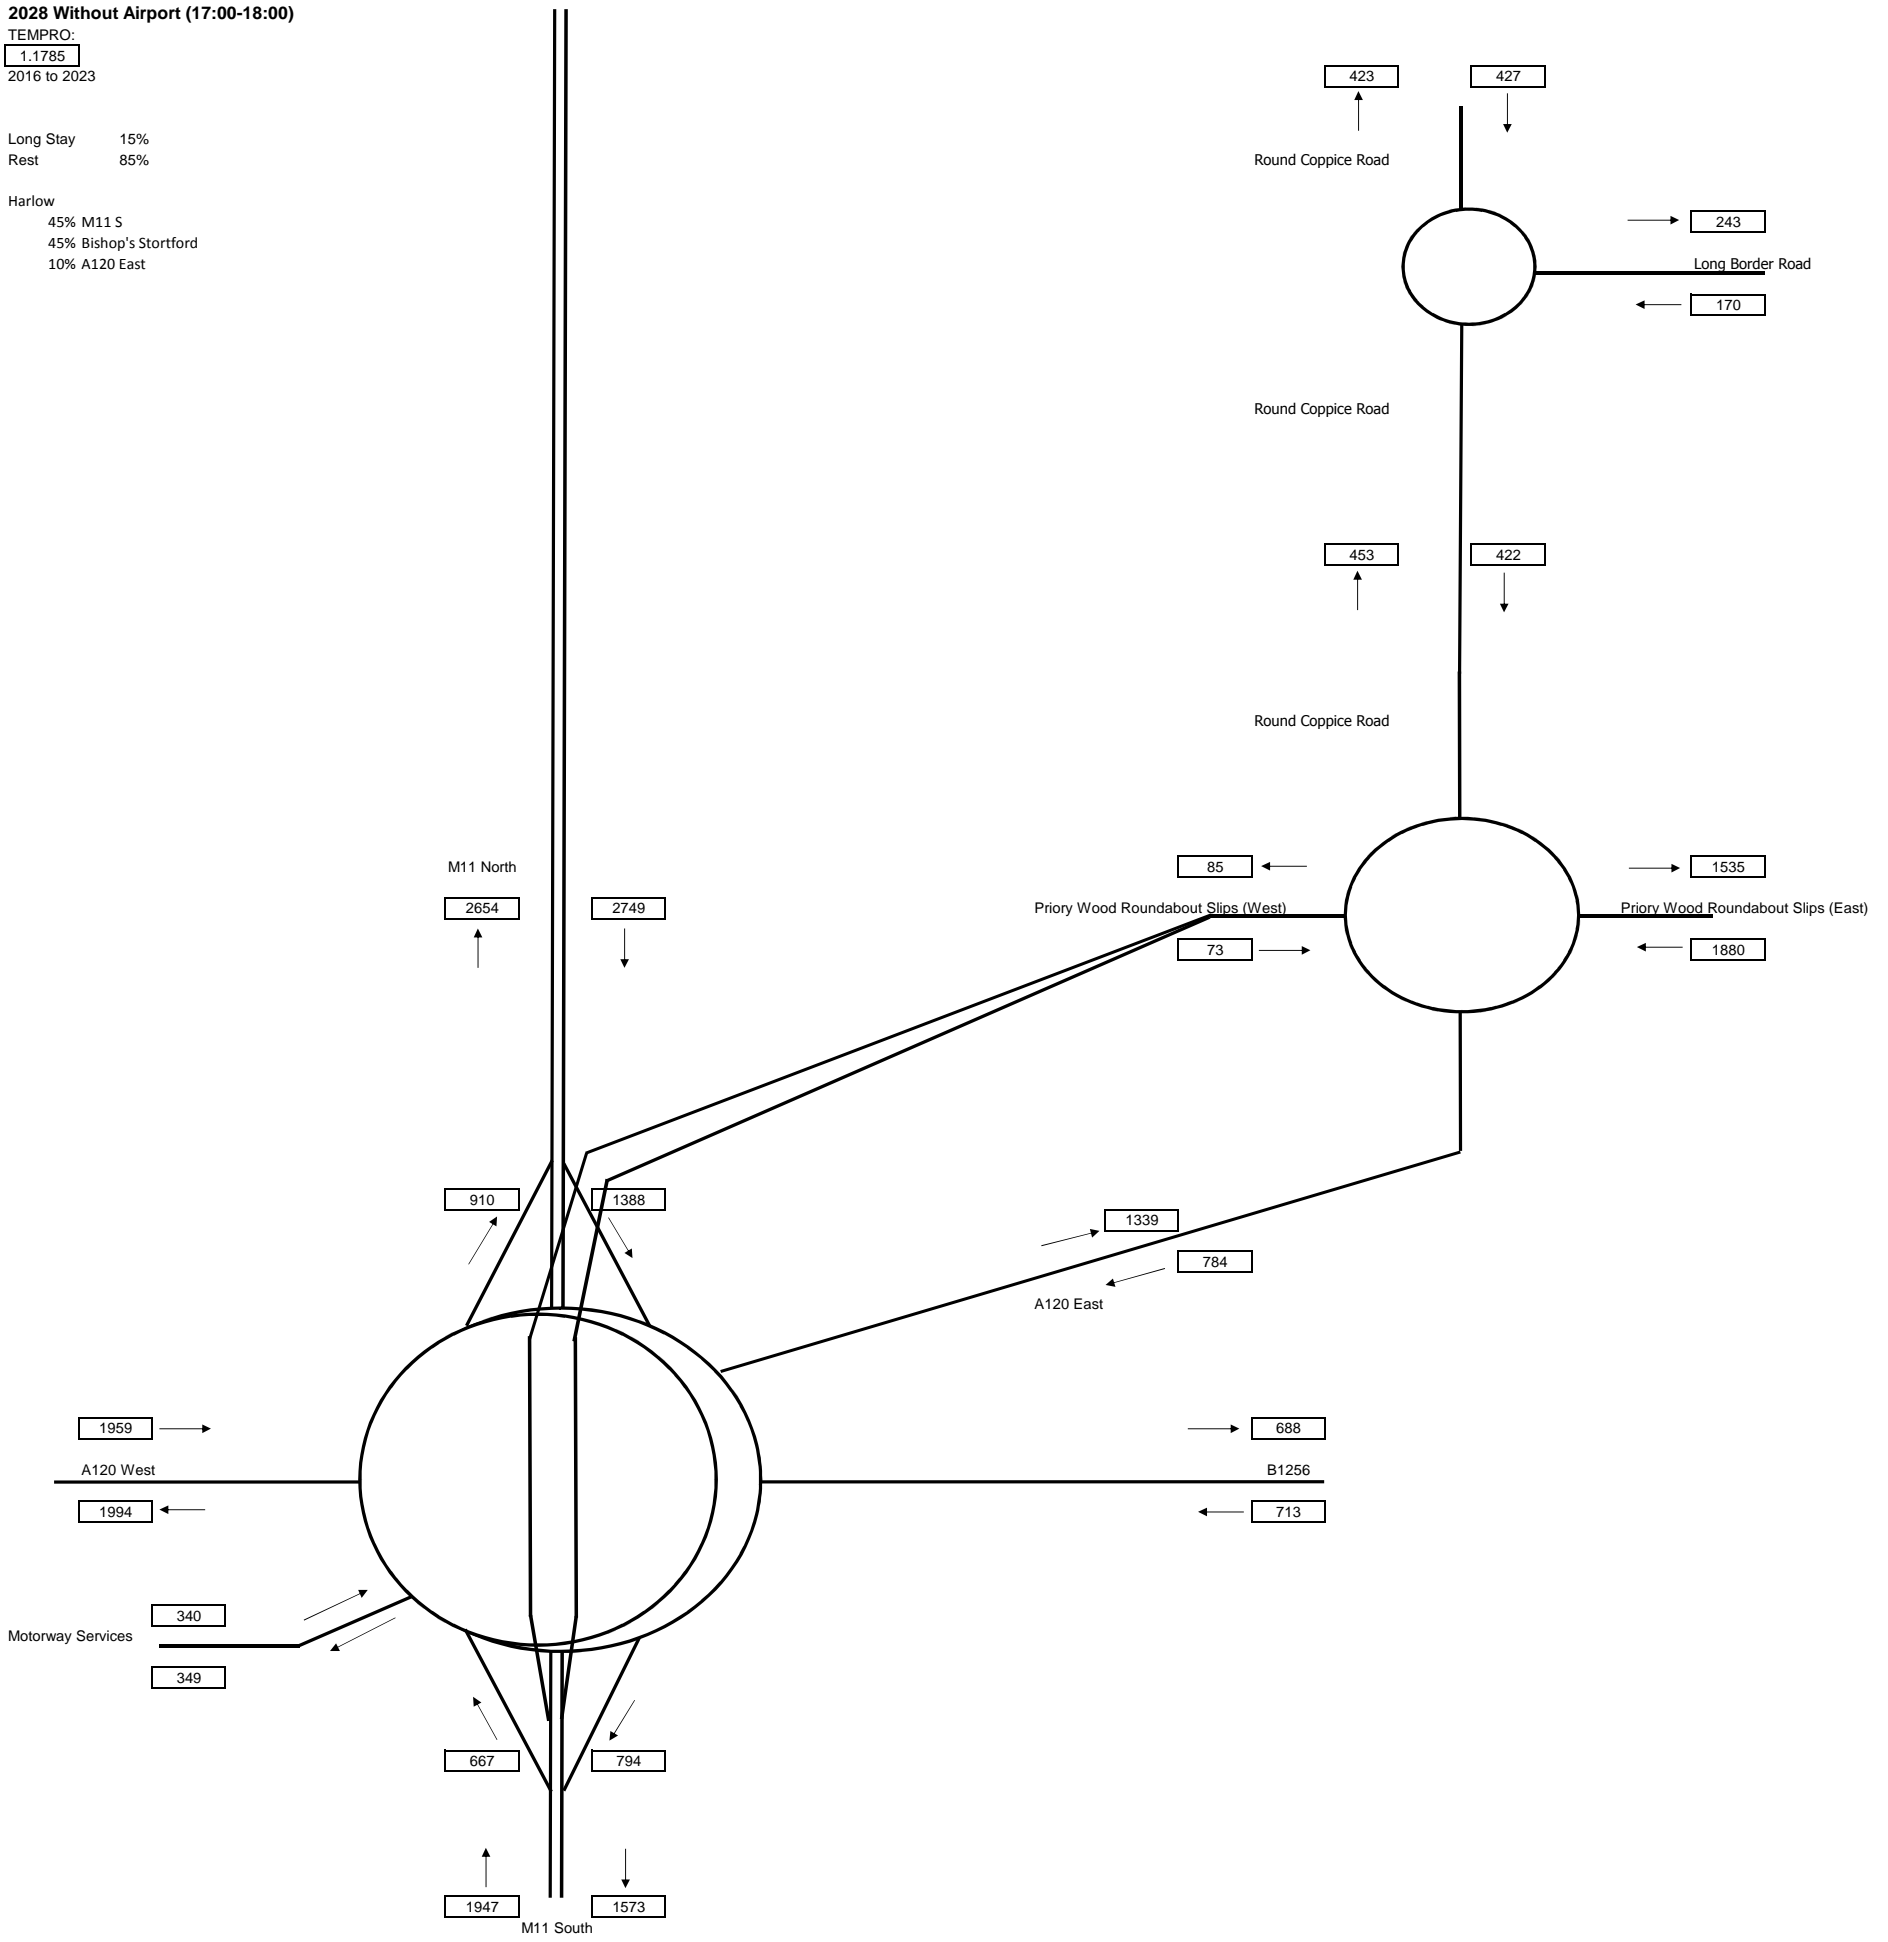 2028 Without Airport (17:00-18:00)
TEMPRO:
1.1785
2016 to 2023
423 427
Long Stay 15%
Rest 85%
Round Coppice Road
Harlow
45% M11 S
45% Bishop's Stortford
10% A120 East
243
Long Border Road
170
Round Coppice Road
453 422
Round Coppice Road
M11 North
85
1535
2654 2749
Priory Wood Roundabout Slips (West)
Priory Wood Roundabout Slips (East)
73
1880
910 1388
1339
784
A120 East
1959
688
A120 West
B1256
1994
713
340
Motorway Services
349
667 794
1947 1573
M11 South